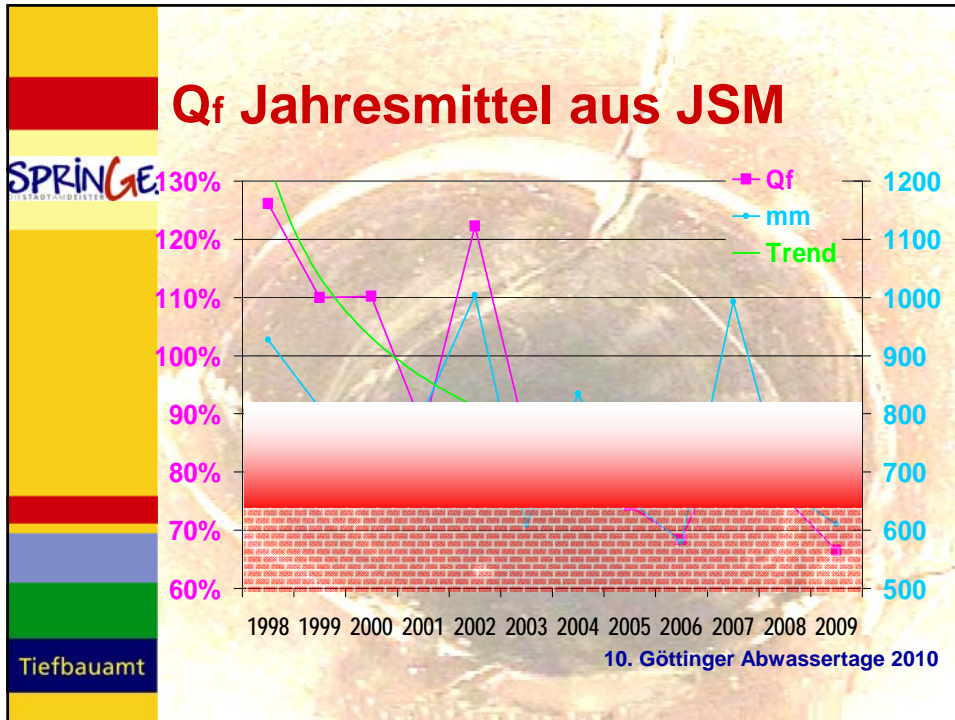 Qf Jahresmittel aus JSM
SPRiNGE.
DIESTADTAMDEISTER
Qf
mm
Trend
130%
120%
110%
100%
90%
80%
70%
60%
1200
1100
1000
900
800
700
600
500
1998 1999 2000 2001 2002 2003 2004 2005 2006 2007 2008 2009
10. Göttinger Abwassertage 2010
Tiefbauamt